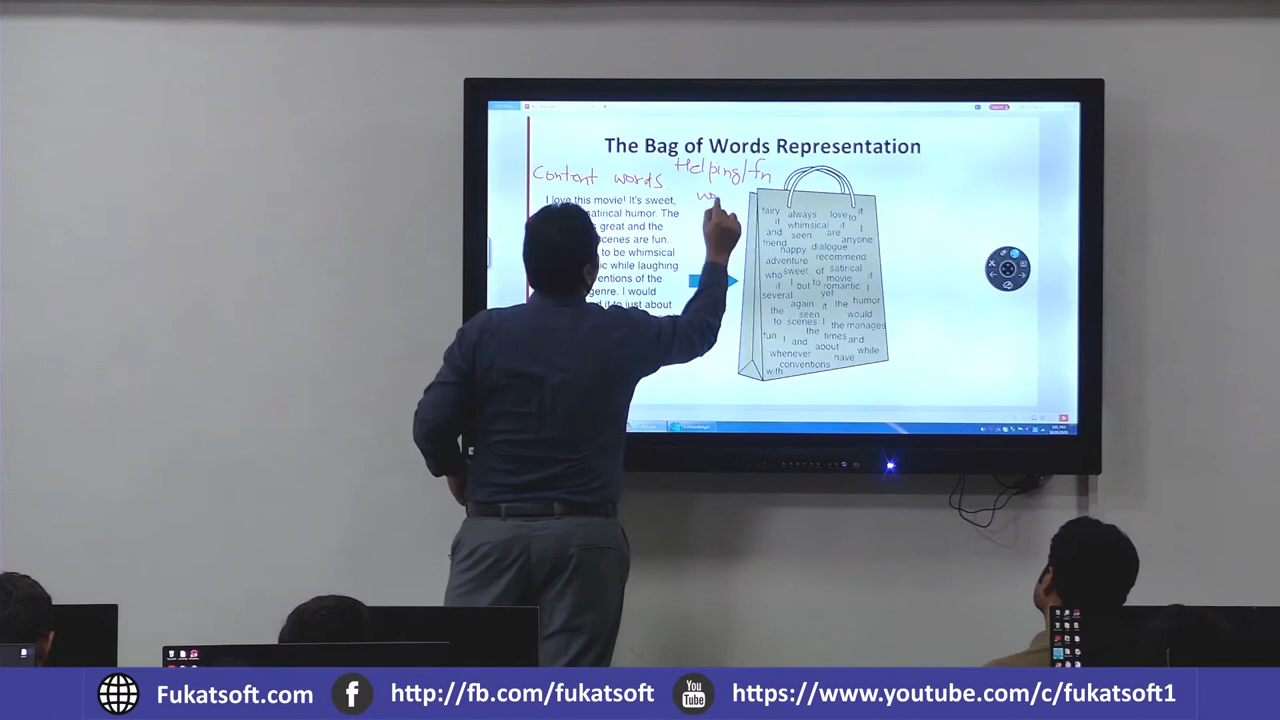 The Bag of Words Representation
Content words
Helping/fn
wo
I love this movie! It's sweet,
satirical humor. The
great and the
scenes are fun.
to be whimsical
while laughing
of the
genre. I would
it to just about
fairy always love it
it whimsical to I
and seen are
friend anyone
happy dialogue
adventure recommend
who sweet of satirical
it I to movie it
but romantic I
several yet
again it the humor
the seen would
to scenes I the manages
fun the times and
I and about
whenever while
have
conventions
with
Fukatsoft.com
f
http://fb.com/fukatsoft
You
Tube
https://www.youtube.com/c/fukatsoft1